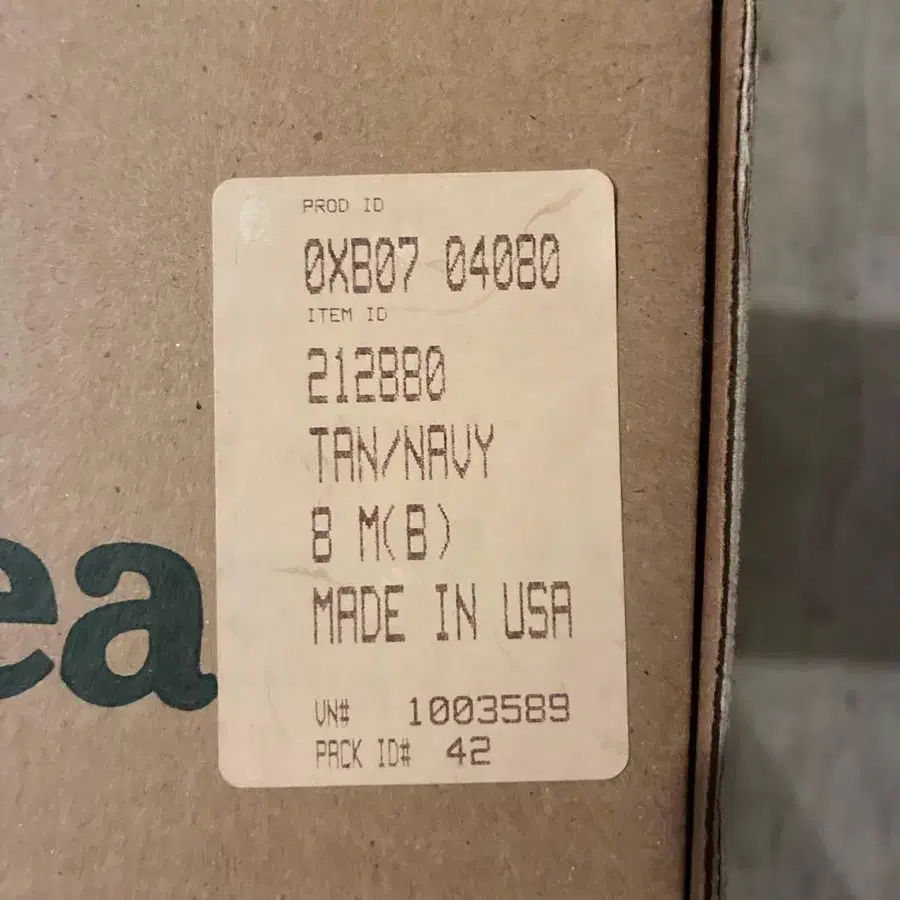 PROD ID
0XB07 04080
ITEM ID
212880
TAN/NAVY
8 M(B)
MADE IN USA
ea
VN# 1003589
PACK ID# 42